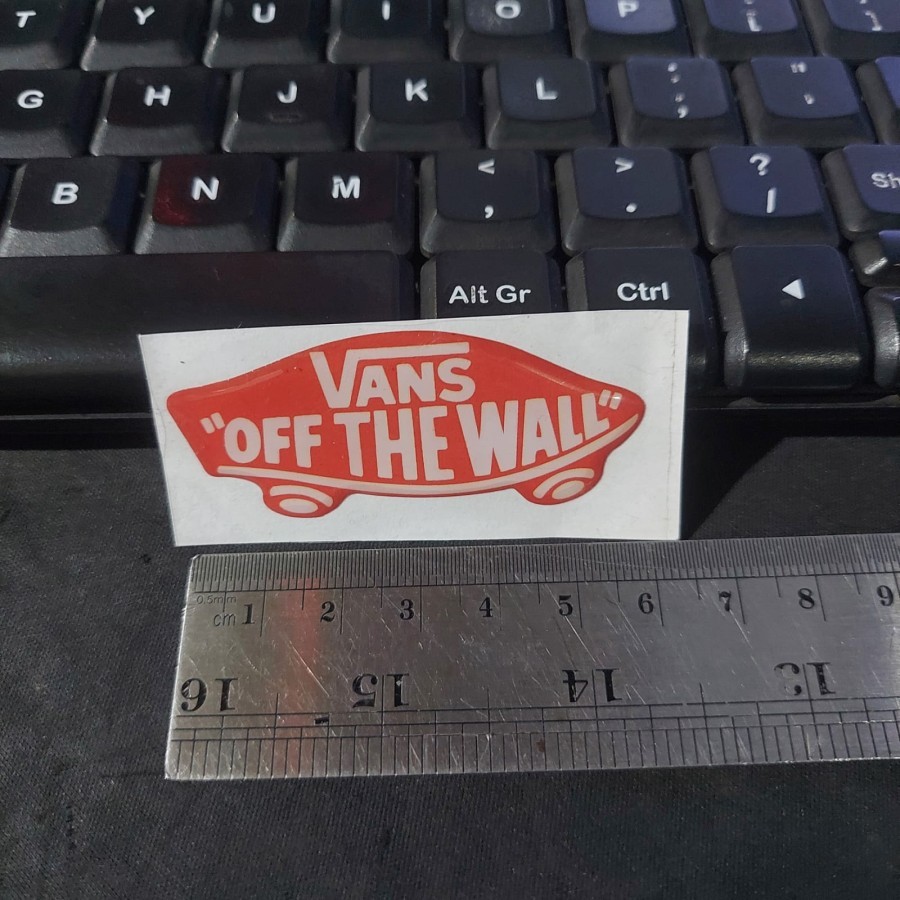 T Y U I O P [
G H J K L : ; " '
B N M < , > . ? / Sh
Alt Gr Ctrl ◄
VANS
"OFF THE WALL"
0.5mm
cm 1 2 3 4 5 6 7 8 9
16 15 14 13